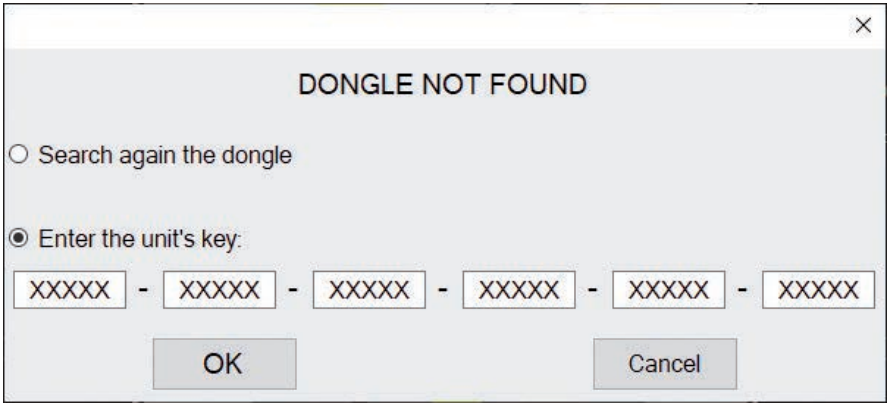 DONGLE NOT FOUND
Search again the dongle
Enter the unit's key:
XXXXX - XXXXX - XXXXX - XXXXX - XXXXX - XXXXX
OK Cancel